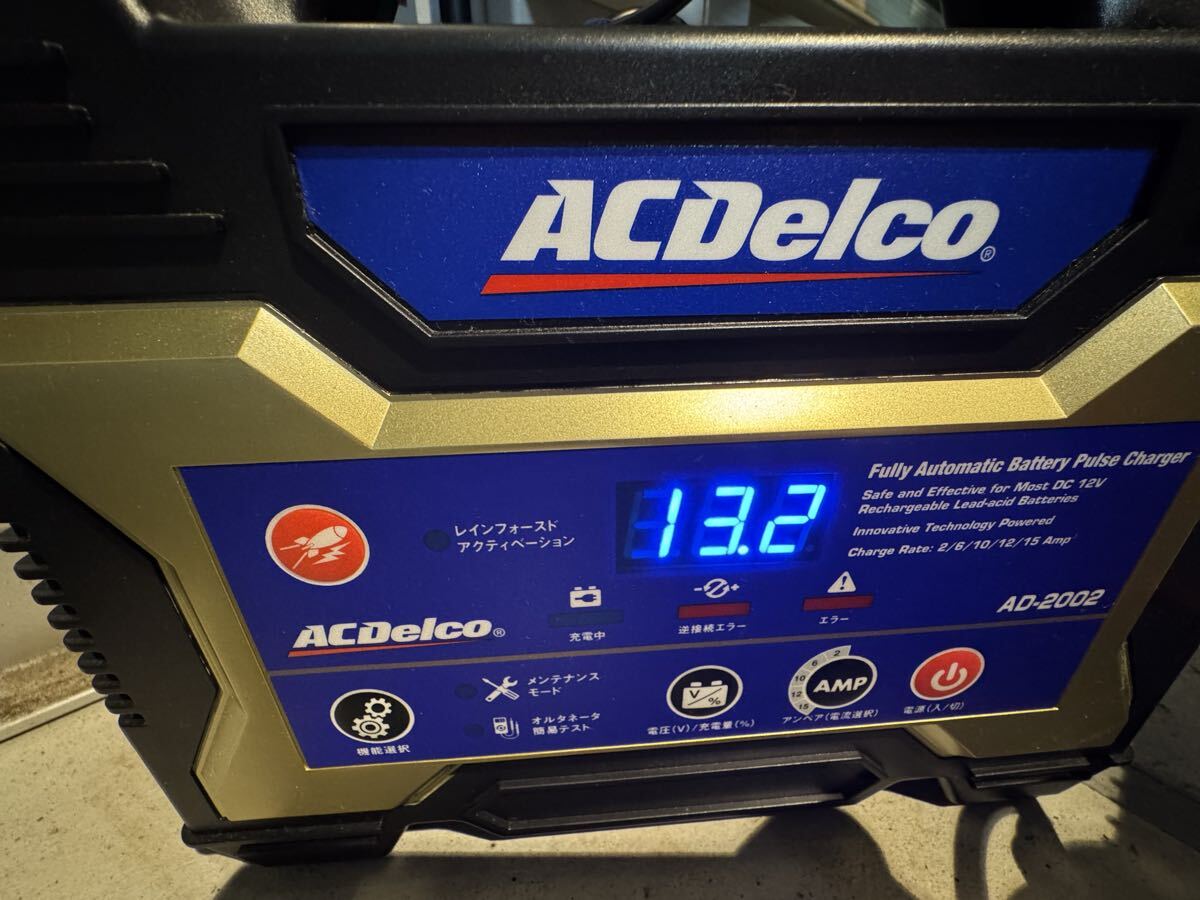 ACDelco®
Fully Automatic Battery Pulse Charger
Safe and Effective for Most DC 12V
Rechargeable Lead-acid Batteries
Innovative Technology Powered
Charge Rate: 2/6/10/12/15 Amp
レインフォースド
アクティベーション
13.2
充電中
- +
逆接続エラー
エラー
AD-2002
ACDelco®
機能選択
メンテナンス
モード
オルタネータ
簡易テスト
V
%
電圧(V)/充電量(%)
2
6
10
12
15
AMP
アンペア(電流選択)
電源(入/切)